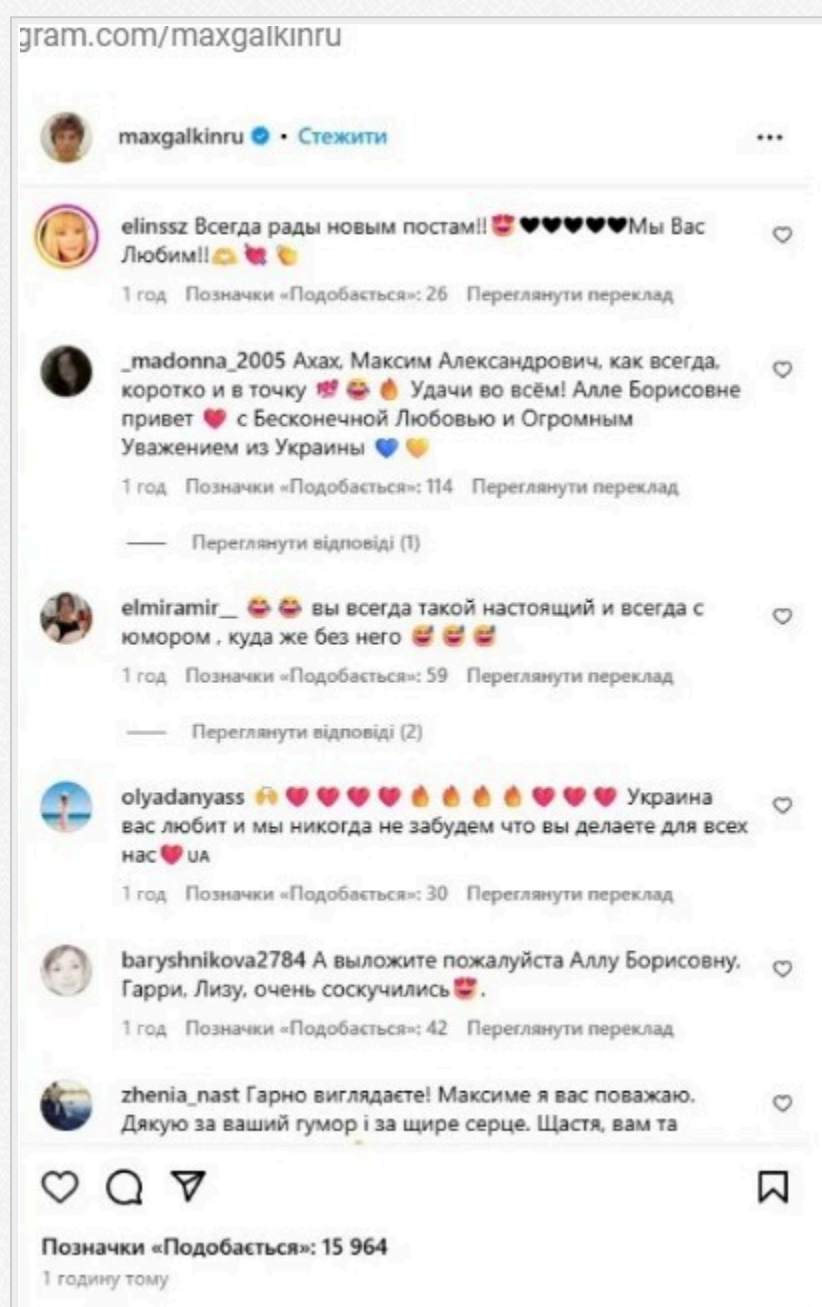 gram.com/maxgalkinru
maxgalkinru • Стежити
elinssz Всегда рады новым постам!!😍🖤🖤🖤🖤🖤Мы Вас
Любим!!🫶💘👏
1 год Позначки «Подобається»: 26 Переглянути переклад
_madonna_2005 Ахах, Максим Александрович, как всегда,
коротко и в точку 💯😂🔥 Удачи во всём! Алле Борисовне
привет ❤️ с Бесконечной Любовью и Огромным
Уважением из Украины 💙💛
1 год Позначки «Подобається»: 114 Переглянути переклад
Переглянути відповіді (1)
elmiramir__ 😂😂 вы всегда такой настоящий и всегда с
юмором , куда же без него 😅😅😅
1 год Позначки «Подобається»: 59 Переглянути переклад
Переглянути відповіді (2)
olyadanyass 🙌❤️❤️❤️❤️🔥🔥🔥🔥❤️❤️❤️ Украина
вас любит и мы никогда не забудем что вы делаете для всех
нас❤️UA
1 год Позначки «Подобається»: 30 Переглянути переклад
baryshnikova2784 А выложите пожалуйста Аллу Борисовну,
Гарри, Лизу, очень соскучились😍.
1 год Позначки «Подобається»: 42 Переглянути переклад
zhenia_nast Гарно виглядаєте! Максиме я вас поважаю.
Дякую за ваший гумор і за щире серце. Щастя, вам та
Позначки «Подобається»: 15 964
1 годину тому